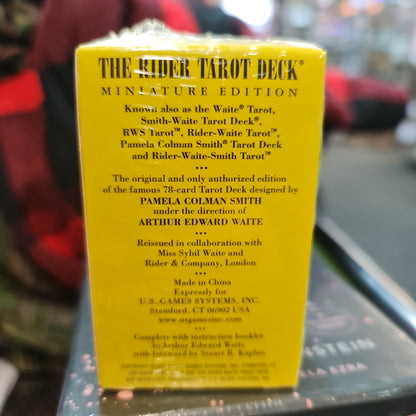 THE RIDER TAROT DECK®
MINIATURE EDITION
Known also as the Waite® Tarot,
Smith-Waite Tarot Deck®,
RWS Tarot™, Rider-Waite Tarot™,
Pamela Colman Smith® Tarot Deck
and Rider-Waite-Smith Tarot™
•••
The original and only authorized edition
of the famous 78-card Tarot Deck designed by
PAMELA COLMAN SMITH
under the direction of
ARTHUR EDWARD WAITE
•••
Reissued in collaboration with
Miss Sybil Waite and
Rider & Company, London
•••
Made in China
Expressly for
U.S. GAMES SYSTEMS, INC.
Stamford, CT 06902 USA
www.usgamesinc.com
•••
Complete with instruction booklet
by Arthur Edward Waite
with foreword by Stuart R. Kaplan